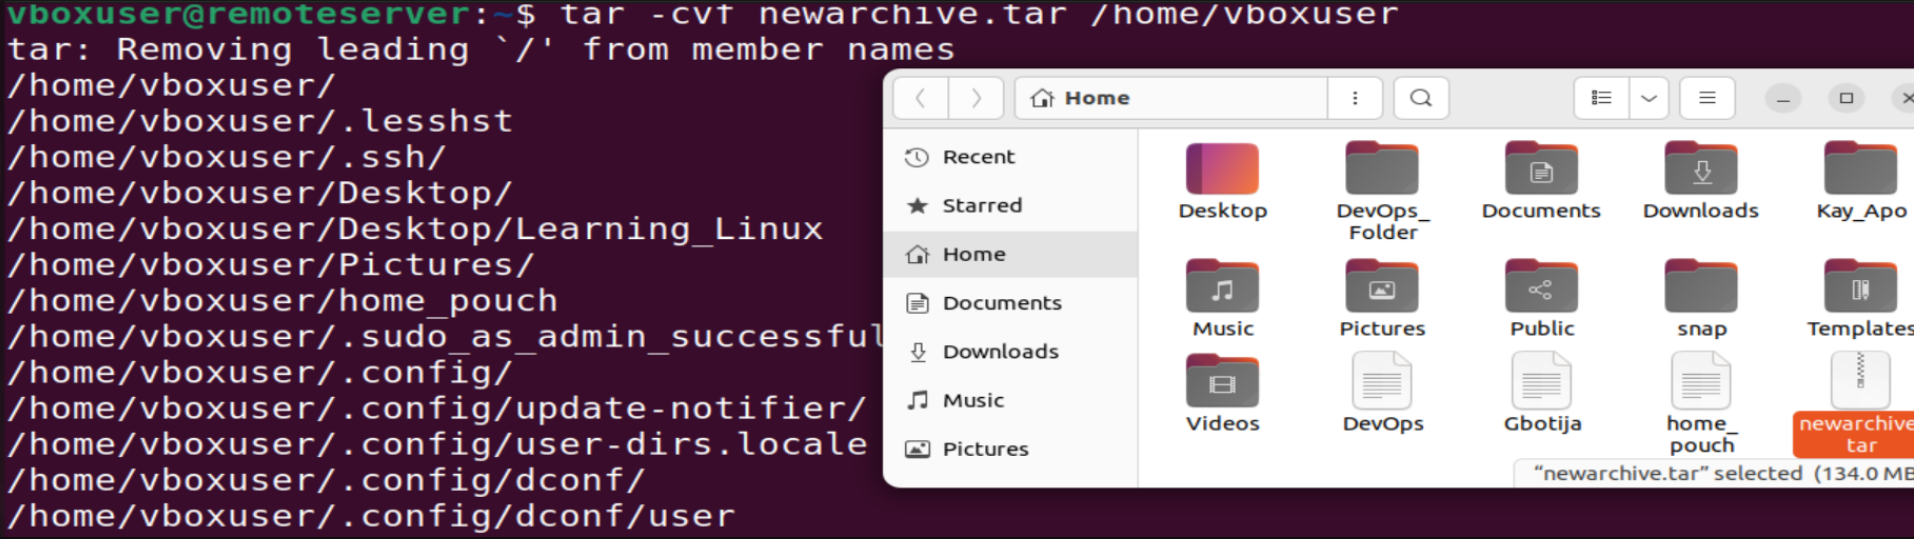 vboxuser@remoteserver:~$ tar -cvf newarchive.tar /home/vboxuser
tar: Removing leading `/' from member names
/home/vboxuser/
/home/vboxuser/.lesshst
/home/vboxuser/.ssh/
/home/vboxuser/Desktop/
/home/vboxuser/Desktop/Learning_Linux
/home/vboxuser/Pictures/
/home/vboxuser/home_pouch
/home/vboxuser/.sudo_as_admin_successful
/home/vboxuser/.config/
/home/vboxuser/.config/update-notifier/
/home/vboxuser/.config/user-dirs.locale
/home/vboxuser/.config/dconf/
/home/vboxuser/.config/dconf/user
Home
Recent
Starred
Home
Documents
Downloads
Music
Pictures
Desktop
DevOps_
Folder
Documents
Downloads
Kay_Apo
Music
Pictures
Public
snap
Templates
Videos
DevOps
Gbotija
home_
pouch
newarchive
tar
“newarchive.tar” selected (134.0 MB